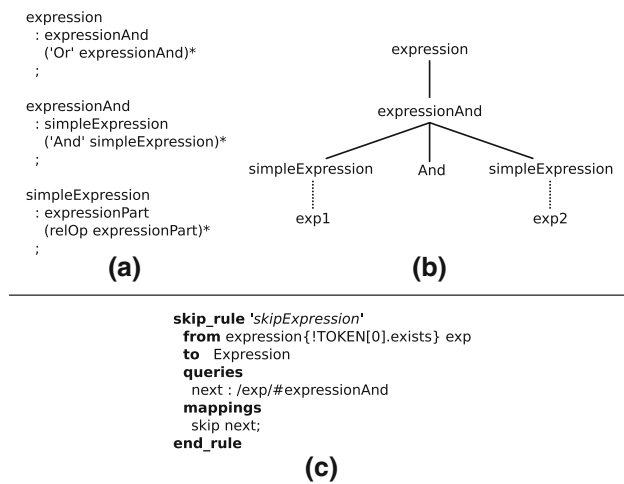 expression
: expressionAnd
('Or' expressionAnd)*
;
expressionAnd
: simpleExpression
('And' simpleExpression)*
;
simpleExpression
: expressionPart
(relOp expressionPart)*
;
(a)
expression
expressionAnd
simpleExpression And simpleExpression
exp1 exp2
(b)
skip_rule 'skipExpression'
from expression{!TOKEN[0].exists} exp
to Expression
queries
next : /exp/#expressionAnd
mappings
skip next;
end_rule
(c)